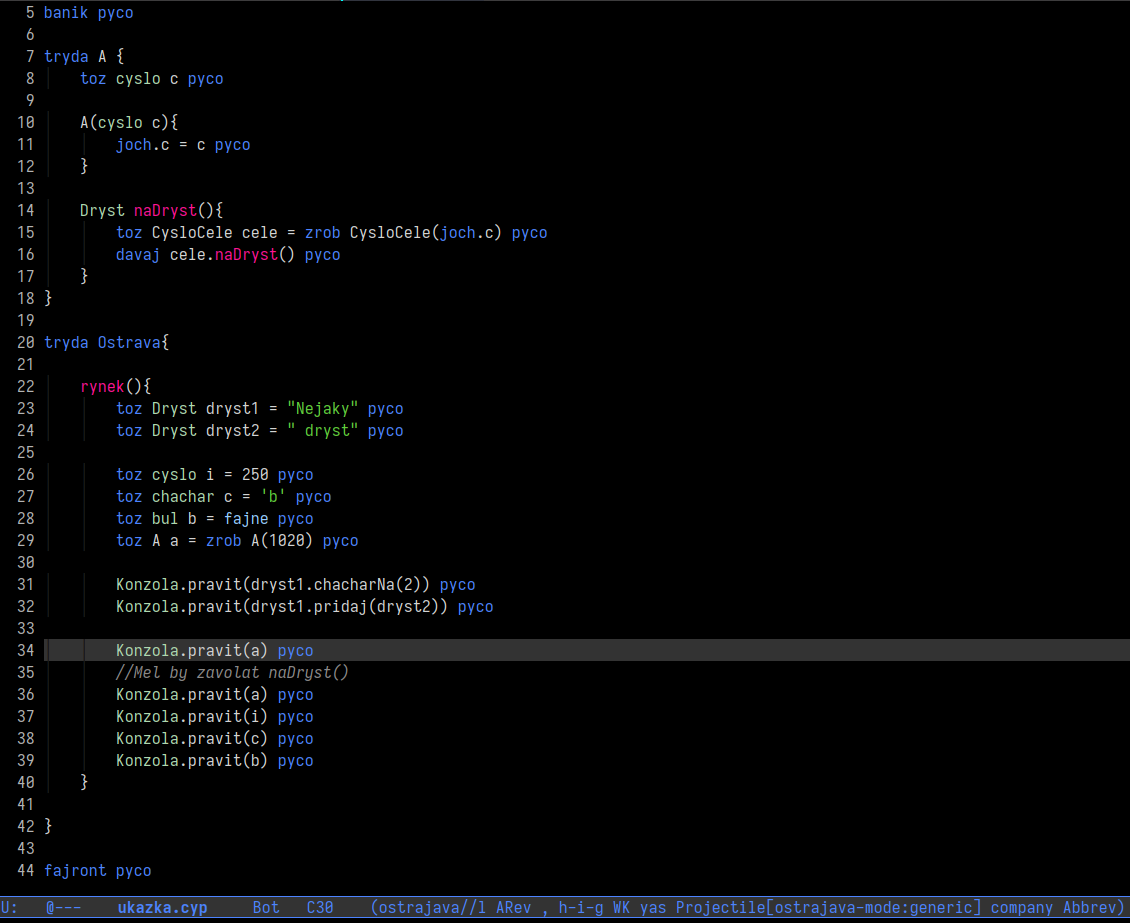 5 banik pyco
6
7 tryda A {
8     toz cyslo c pyco
9
10     A(cyslo c){
11         joch.c = c pyco
12     }
13
14     Dryst naDryst(){
15         toz CysloCele cele = zrob CysloCele(joch.c) pyco
16         davaj cele.naDryst() pyco
17     }
18 }
19
20 tryda Ostrava{
21
22     rynek(){
23         toz Dryst dryst1 = "Nejaky" pyco
24         toz Dryst dryst2 = " dryst" pyco
25
26         toz cyslo i = 250 pyco
27         toz chachar c = 'b' pyco
28         toz bul b = fajne pyco
29         toz A a = zrob A(1020) pyco
30
31         Konzola.pravit(dryst1.chacharNa(2)) pyco
32         Konzola.pravit(dryst1.pridaj(dryst2)) pyco
33
34         Konzola.pravit(a) pyco
35         //Mel by zavolat naDryst()
36         Konzola.pravit(a) pyco
37         Konzola.pravit(i) pyco
38         Konzola.pravit(c) pyco
39         Konzola.pravit(b) pyco
40     }
41
42 }
43
44 fajront pyco
U:   @---    ukazka.cyp     Bot   C30    (ostrajava//l ARev , h-i-g WK yas Projectile[ostrajava-mode:generic] company Abbrev)